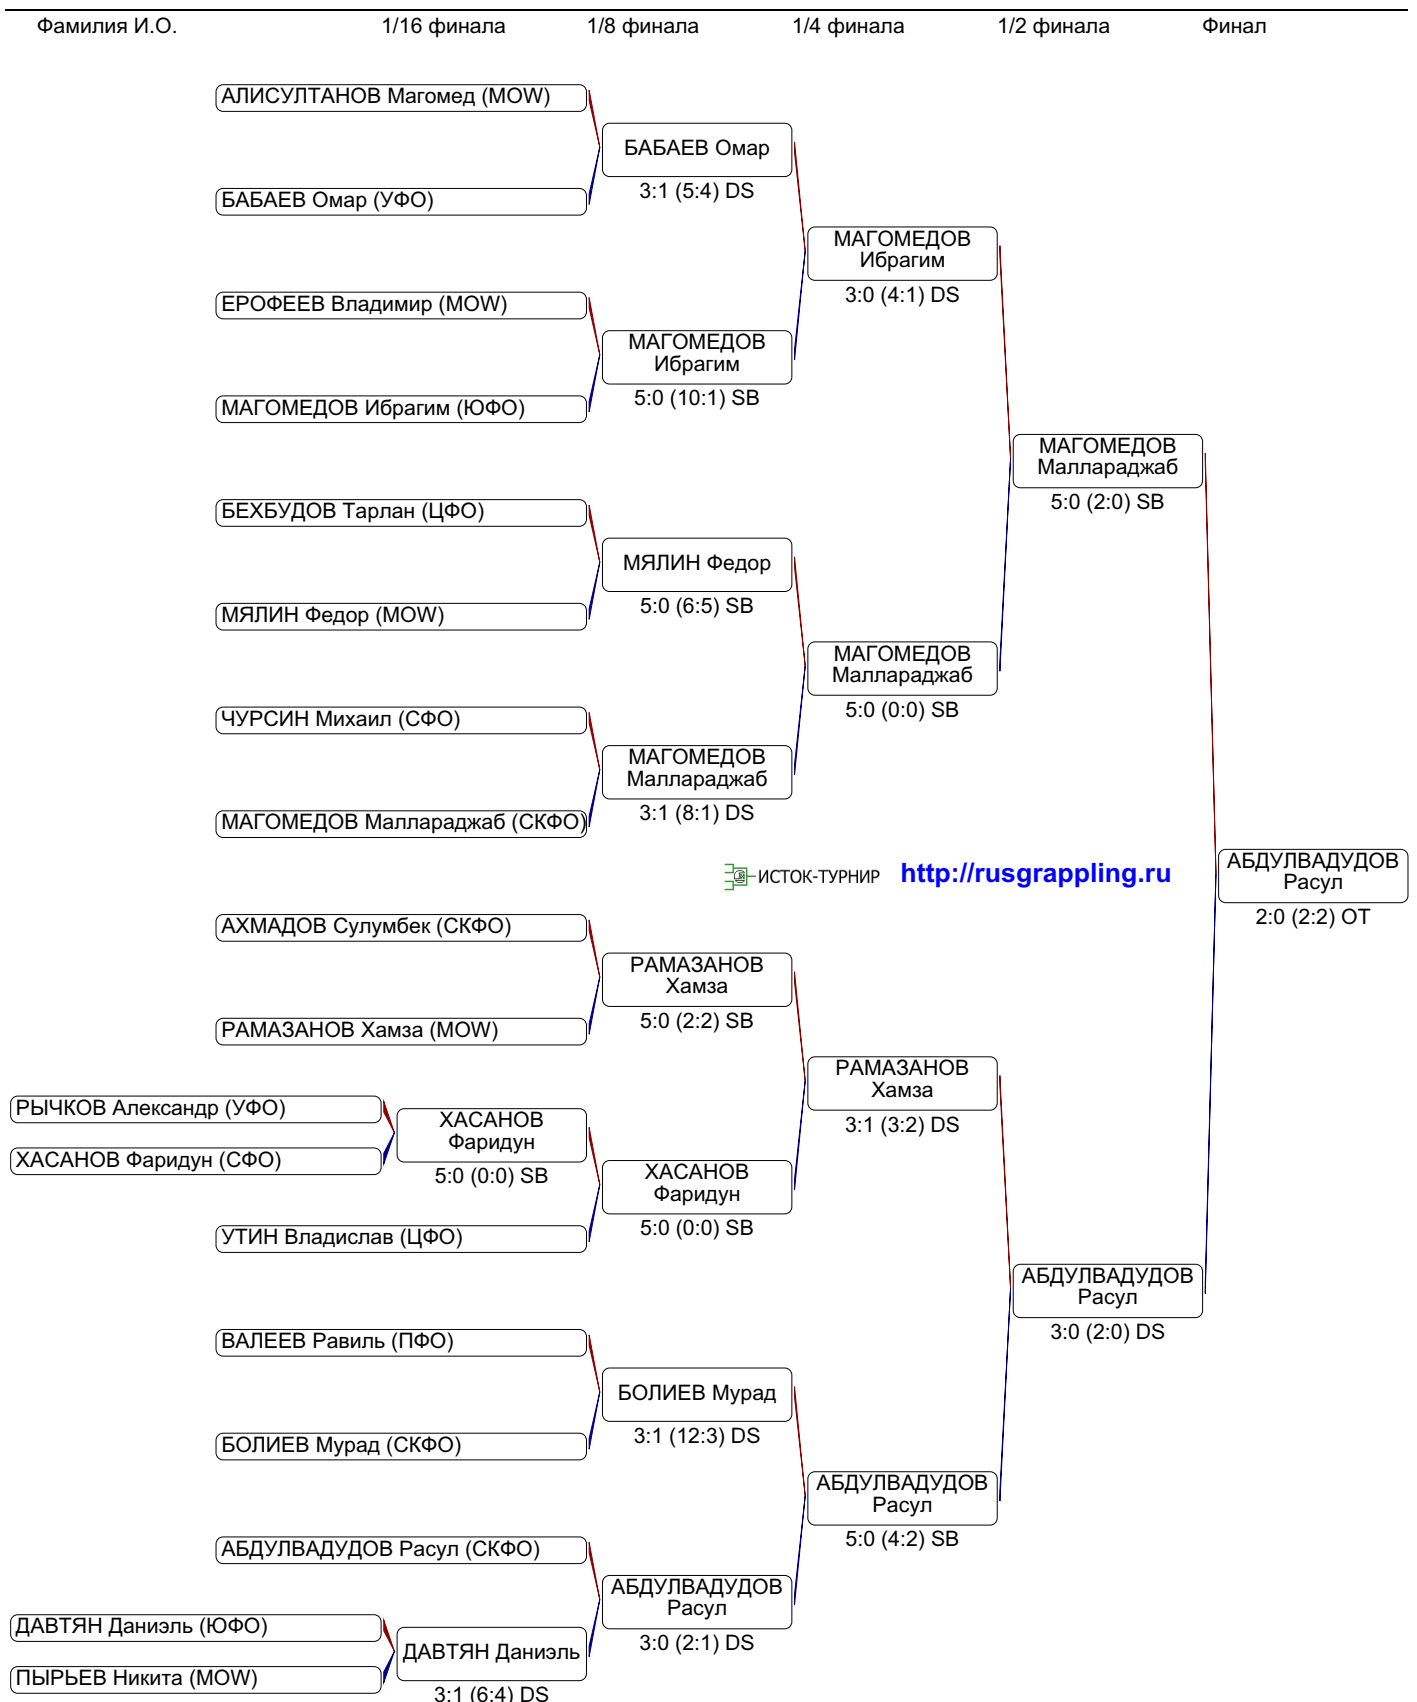 Фамилия И.О. 1/16 финала 1/8 финала 1/4 финала 1/2 финала Финал
АЛИСУЛТАНОВ Магомед (MOW)
БАБАЕВ Омар
3:1 (5:4) DS
БАБАЕВ Омар (УФО)
МАГОМЕДОВ
Ибрагим
3:0 (4:1) DS
ЕРОФЕЕВ Владимир (MOW)
МАГОМЕДОВ
Ибрагим
5:0 (10:1) SB
МАГОМЕДОВ Ибрагим (ЮФО)
МАГОМЕДОВ
Маллараджаб
5:0 (2:0) SB
БЕХБУДОВ Тарлан (ЦФО)
МЯЛИН Федор
5:0 (6:5) SB
МЯЛИН Федор (MOW)
МАГОМЕДОВ
Маллараджаб
5:0 (0:0) SB
ЧУРСИН Михаил (СФО)
МАГОМЕДОВ
Маллараджаб
3:1 (8:1) DS
МАГОМЕДОВ Маллараджаб (СКФО)
ИСТОК-ТУРНИР http://rusgrappling.ru
АБДУЛВАДУДОВ
Расул
2:0 (2:2) OT
АХМАДОВ Сулумбек (СКФО)
РАМАЗАНОВ
Хамза
5:0 (2:2) SB
РАМАЗАНОВ Хамза (MOW)
РАМАЗАНОВ
Хамза
3:1 (3:2) DS
РЫЧКОВ Александр (УФО)
ХАСАНОВ
Фаридун
5:0 (0:0) SB
ХАСАНОВ Фаридун (СФО)
ХАСАНОВ
Фаридун
5:0 (0:0) SB
УТИН Владислав (ЦФО)
АБДУЛВАДУДОВ
Расул
3:0 (2:0) DS
ВАЛЕЕВ Равиль (ПФО)
БОЛИЕВ Мурад
3:1 (12:3) DS
БОЛИЕВ Мурад (СКФО)
АБДУЛВАДУДОВ
Расул
5:0 (4:2) SB
АБДУЛВАДУДОВ Расул (СКФО)
АБДУЛВАДУДОВ
Расул
3:0 (2:1) DS
ДАВТЯН Даниэль (ЮФО)
ДАВТЯН Даниэль
3:1 (6:4) DS
ПЫРЬЕВ Никита (MOW)